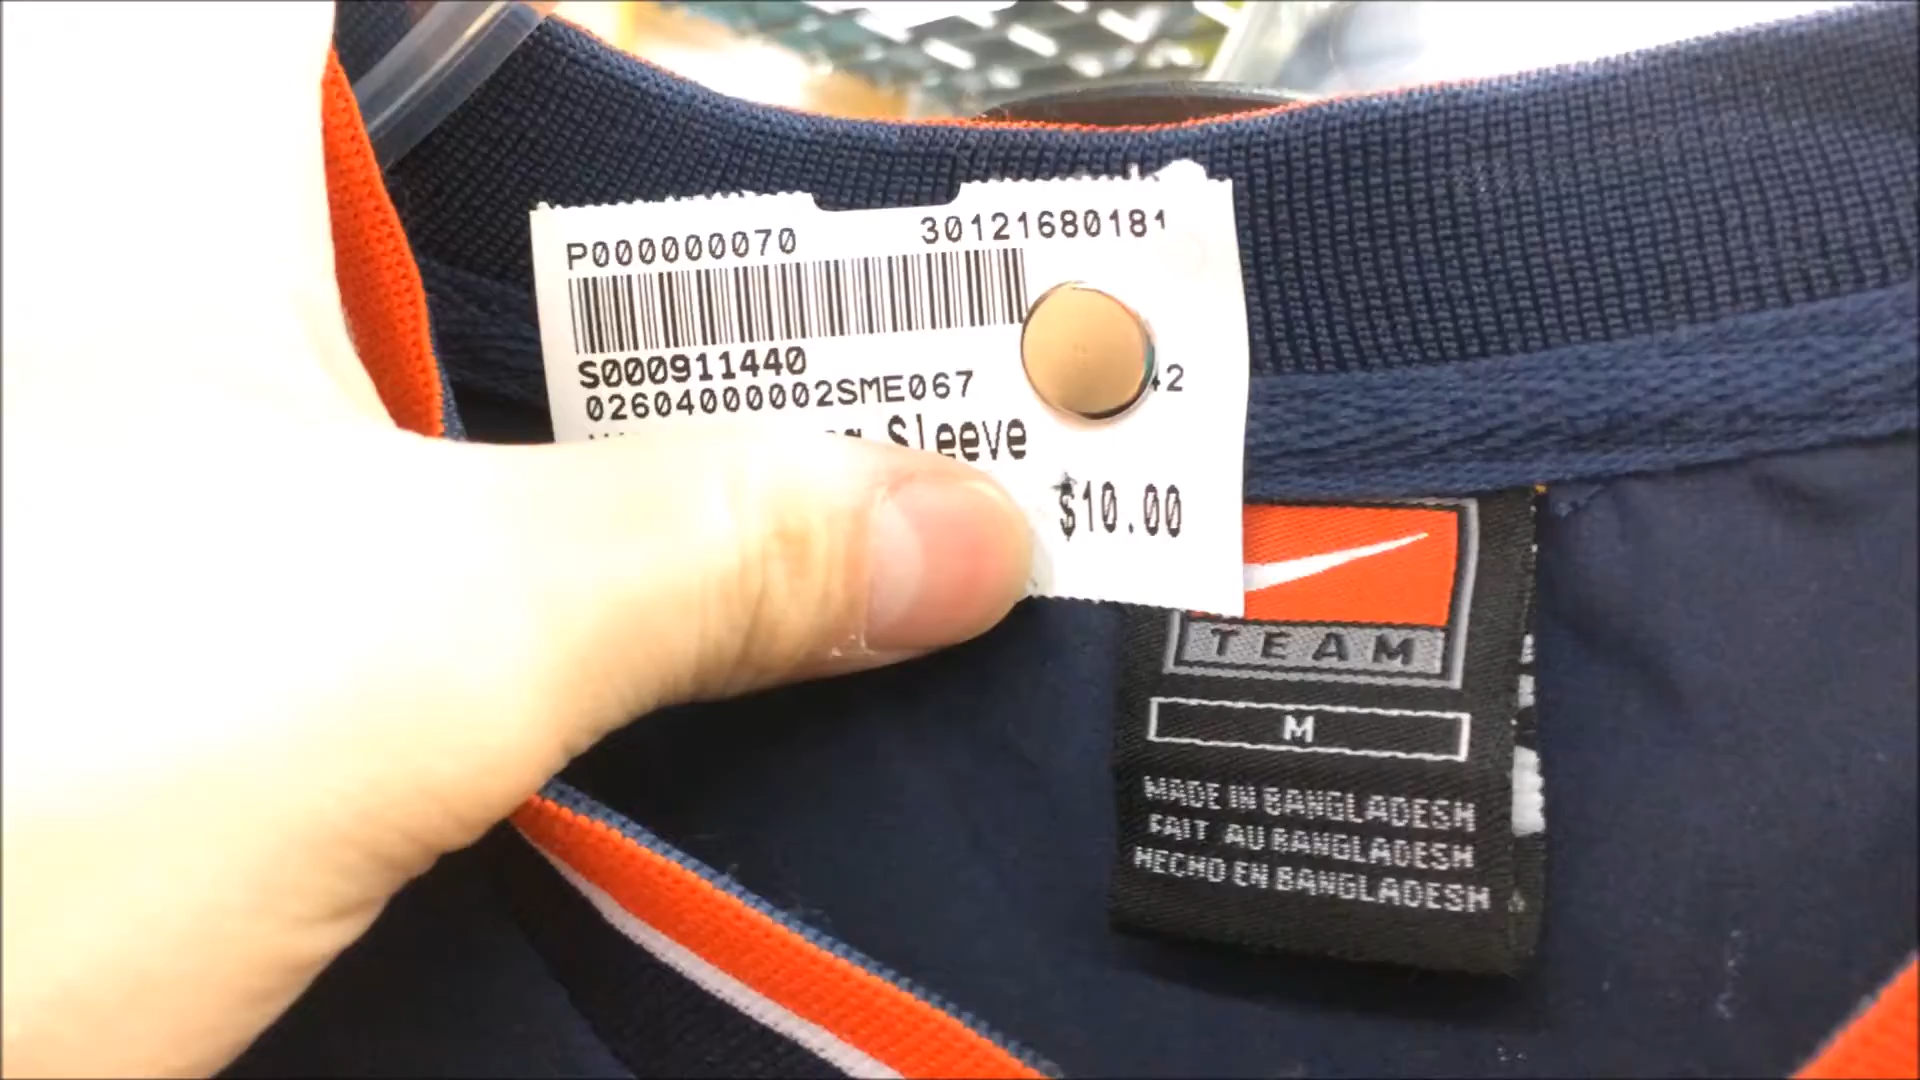 P000000070 30121680181
S000911440
02604000002SME067
Sleeve
$10.00
TEAM
M
MADE IN BANGLADESH
FAIT AU BANGLADESH
HECHO EN BANGLADESH